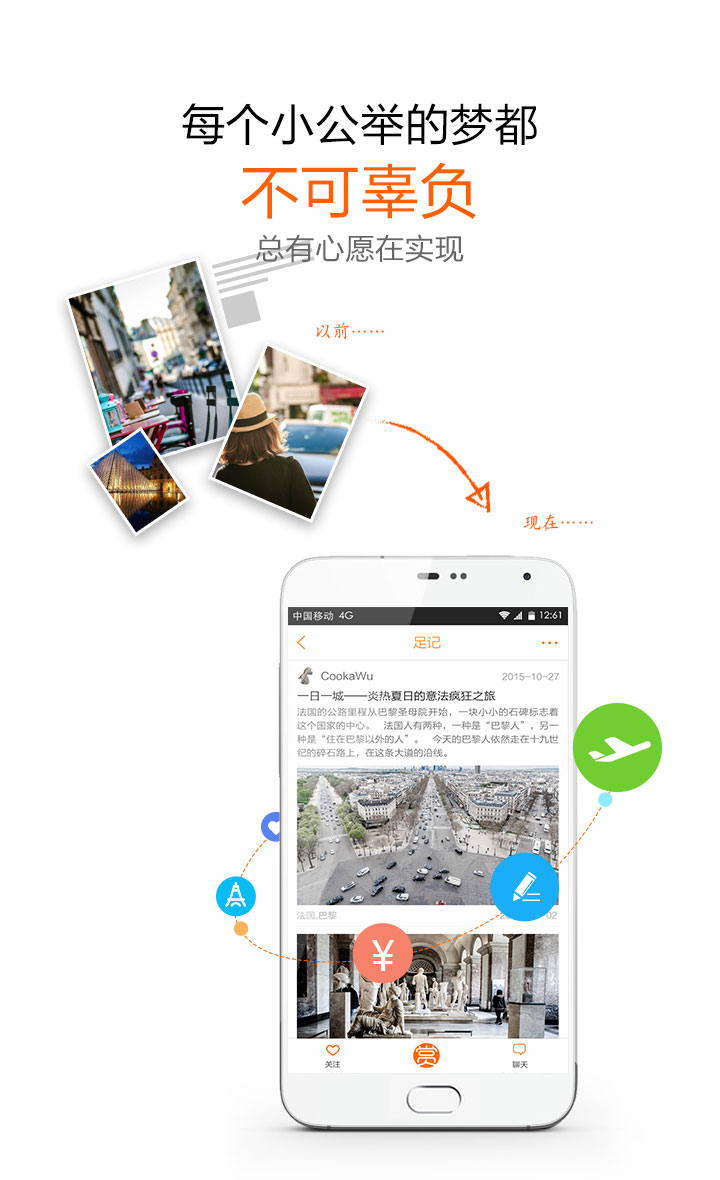 每个小公举的梦都
不可辜负
总有心愿在实现
以前……
现在……
中国移动 4G 12:61
足记
CookaWu 2015-10-27
一日一城——炎热夏日的意法疯狂之旅
法国的公路里程从巴黎圣母院开始，一块小小的石碑标志着
这个国家的中心。 法国人有两种，一种是“巴黎人”，另一
种是“住在巴黎以外的人”。 今天的巴黎人依然走在十九世
纪的碎石路上，在这条大道的沿线。
法国.巴黎
02
¥
关注
赏
聊天